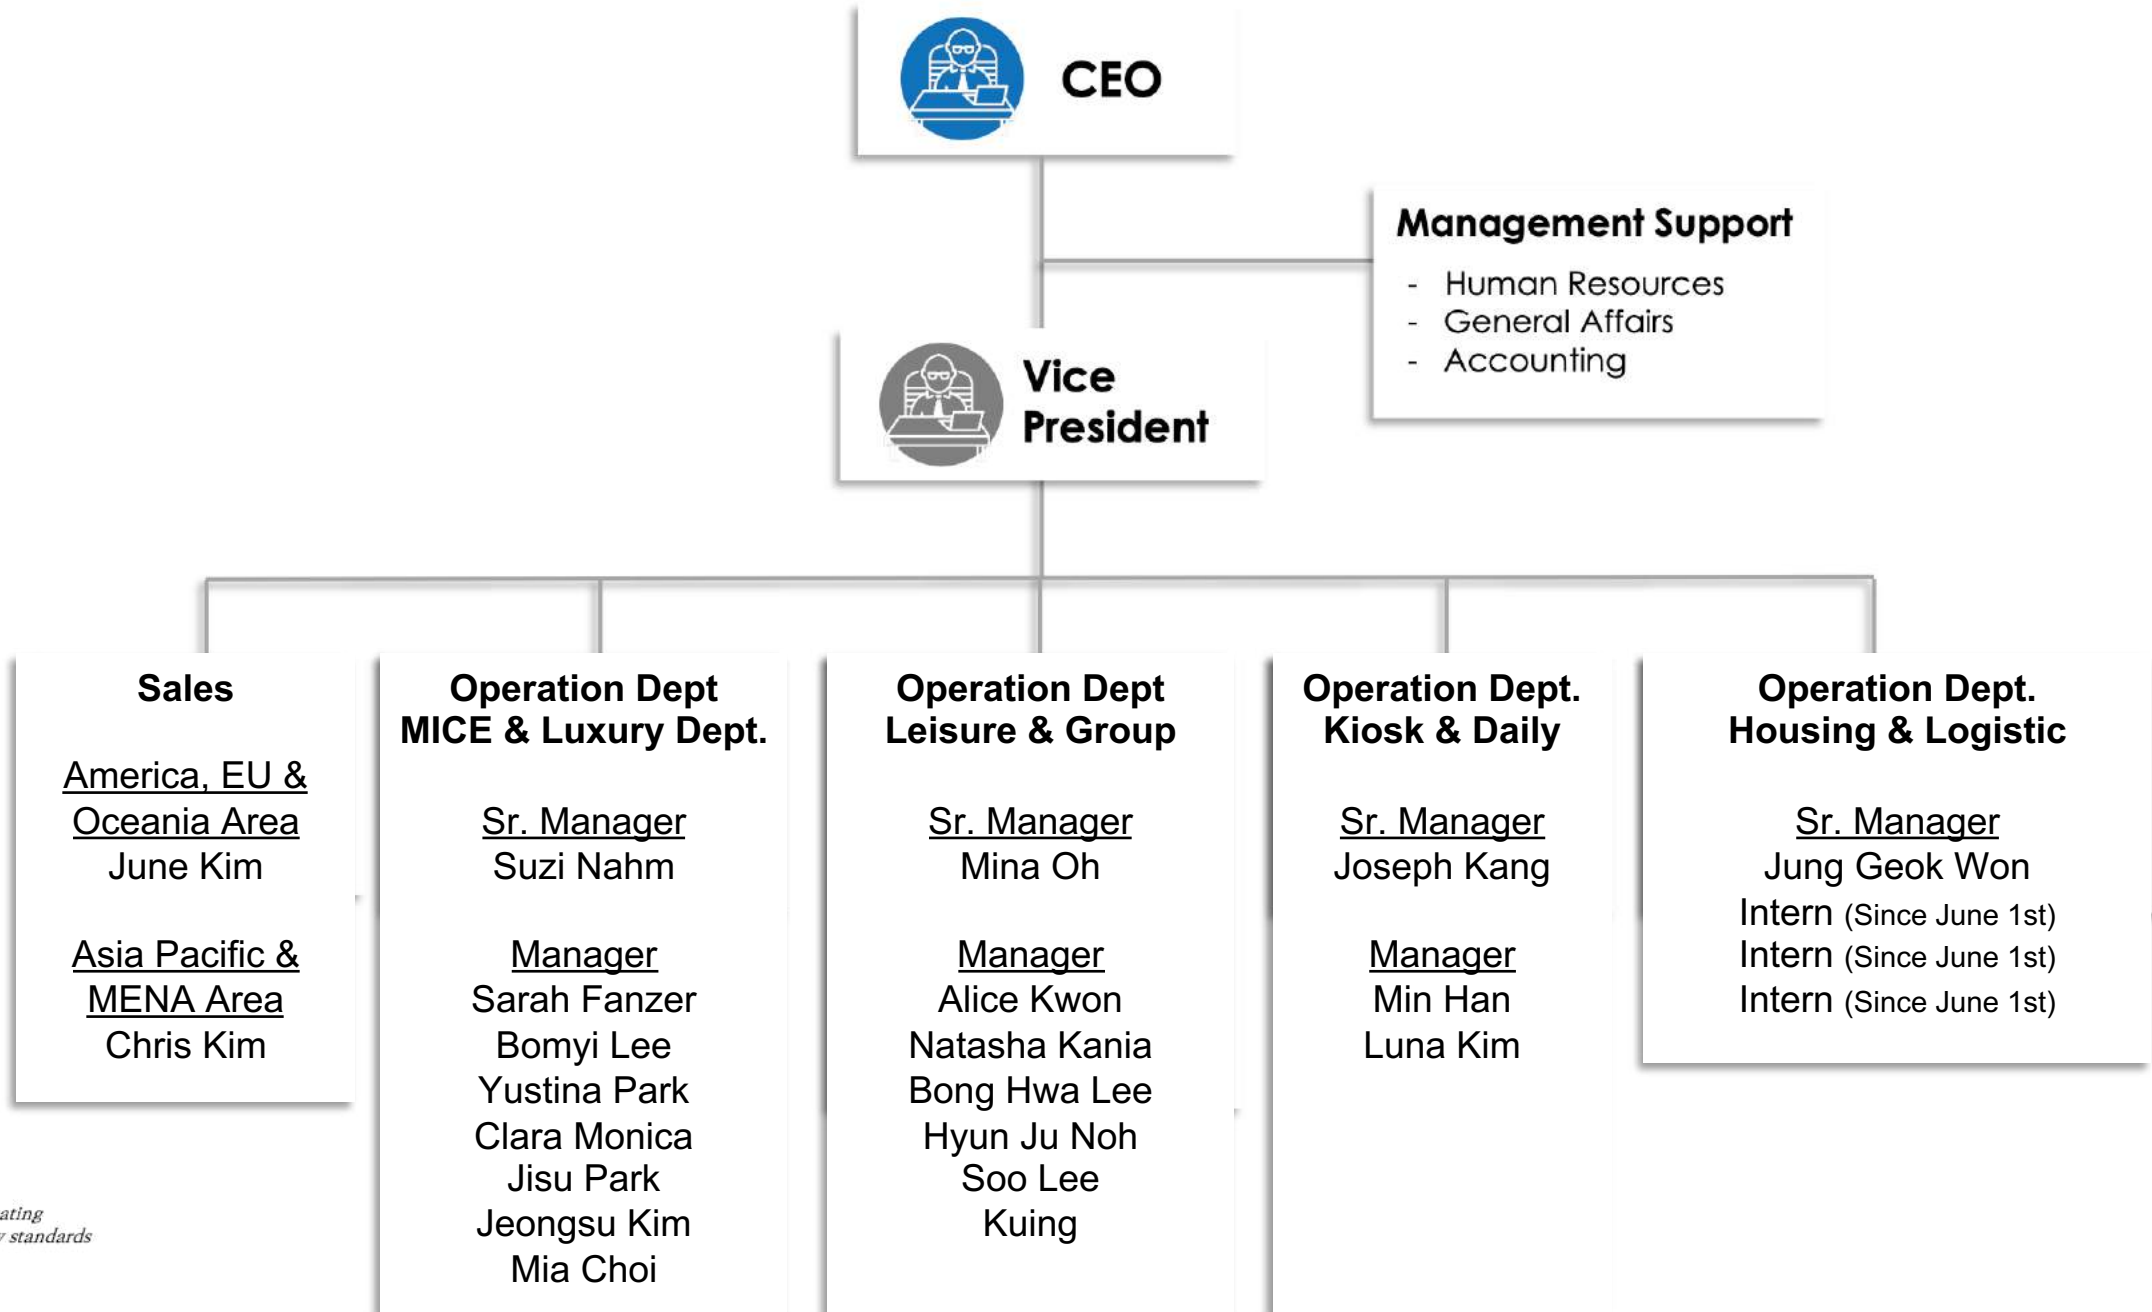 CEO
Management Support
- Human Resources
- General Affairs
- Accounting
Vice
President
Sales
America, EU &
Oceania Area
June Kim
Asia Pacific &
MENA Area
Chris Kim
Operation Dept
MICE & Luxury Dept.
Sr. Manager
Suzi Nahm
Manager
Sarah Fanzer
Bomyi Lee
Yustina Park
Clara Monica
Jisu Park
Jeongsu Kim
Mia Choi
Operation Dept
Leisure & Group
Sr. Manager
Mina Oh
Manager
Alice Kwon
Natasha Kania
Bong Hwa Lee
Hyun Ju Noh
Soo Lee
Kuing
Operation Dept.
Kiosk & Daily
Sr. Manager
Joseph Kang
Manager
Min Han
Luna Kim
Operation Dept.
Housing & Logistic
Sr. Manager
Jung Geok Won
Intern (Since June 1st)
Intern (Since June 1st)
Intern (Since June 1st)
standards